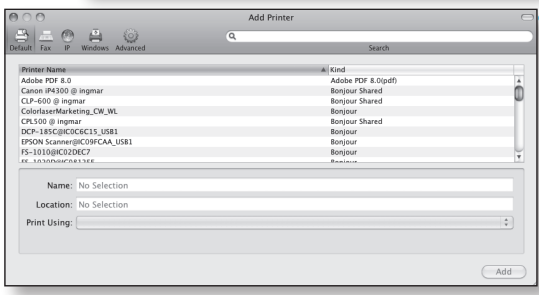 Add Printer
Default Fax IP Windows Advanced
Search
Printer Name Kind
Adobe PDF 8.0 Adobe PDF 8.0(pdf)
Canon iP4300 @ ingmar Bonjour Shared
CLP-600 @ ingmar Bonjour Shared
ColorlaserMarketing_CW_WL Bonjour
CPL500 @ ingmar Bonjour Shared
DCP-185C@IC0C6C15_USB1 Bonjour
EPSON Scanner@IC09FCAA_USB1 Bonjour
FS-1010@IC02DEC7 Bonjour
Bonjour
Name: No Selection
Location: No Selection
Print Using:
Add